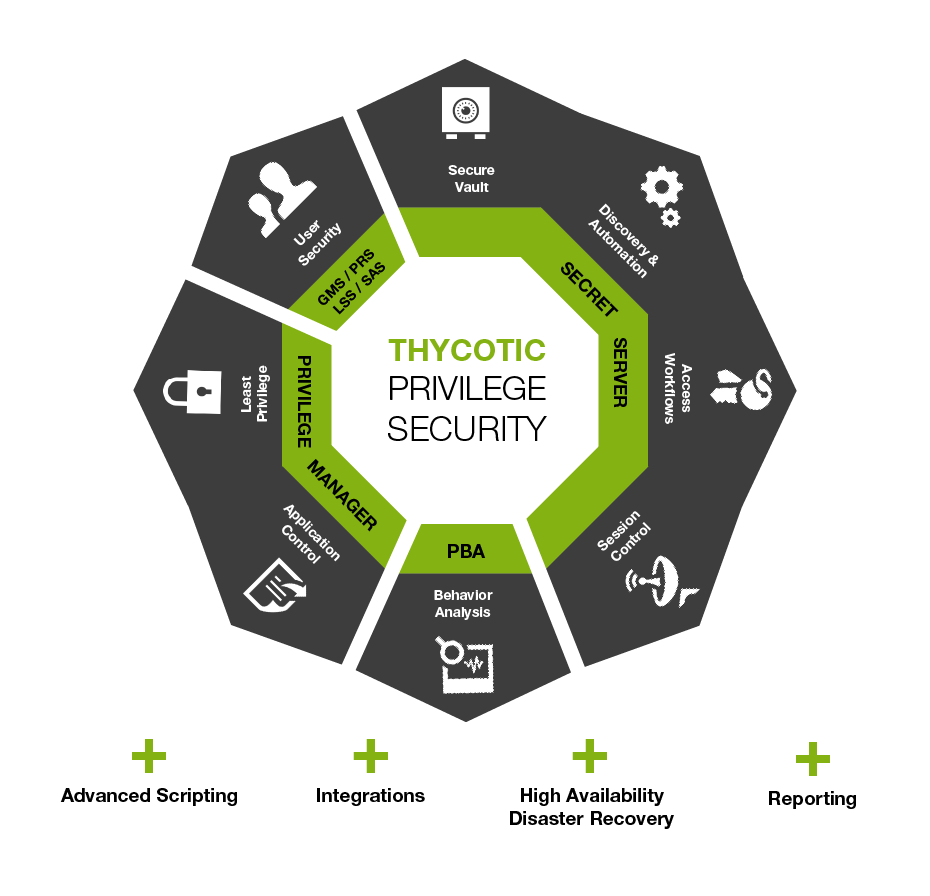 THYCOTIC
PRIVILEGE
SECURITY
Secure
Vault
Discovery &
Automation
Access
Workflows
Session
Control
SECRET
SERVER
Behavior
Analysis
PBA
Application
Control
Least
Privilege
PRIVILEGE
MANAGER
User
Security
GMS / PRS
LSS / SAS
Advanced Scripting
Integrations
High Availability
Disaster Recovery
Reporting